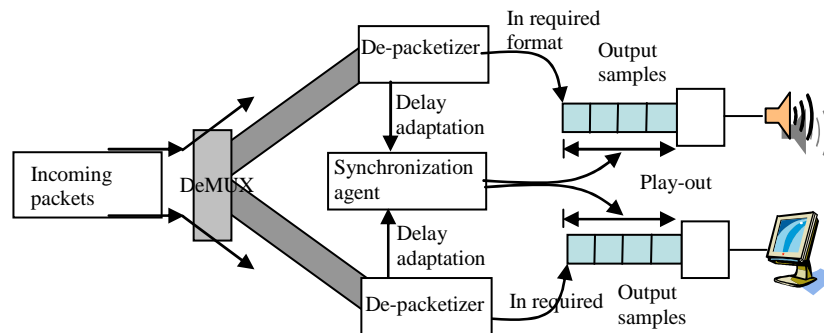 In required
format
Output
samples
De-packetizer
Delay
adaptation
Incoming
packets
DeMUX
Synchronization
agent
Play-out
Delay
adaptation
De-packetizer
In required
Output
samples